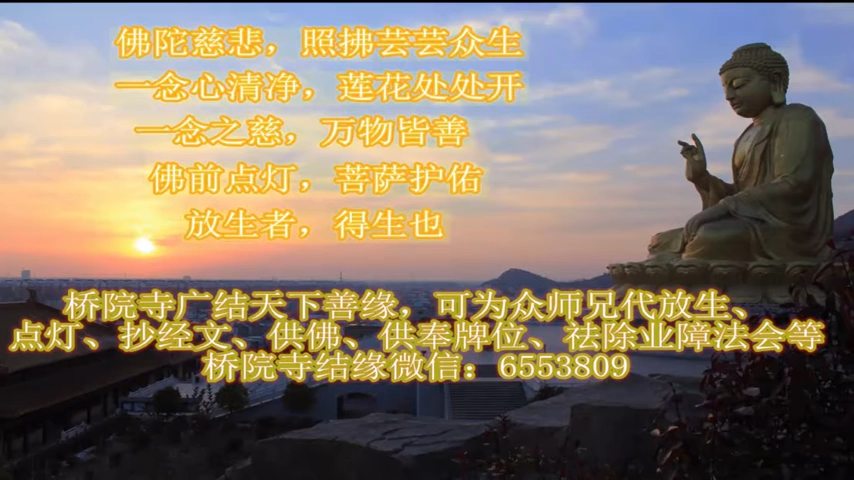 佛陀慈悲，照拂芸芸众生
一念心清净，莲花处处开
一念之慈，万物皆善
佛前点灯，菩萨护佑
放生者，得生也
桥院寺广结天下善缘，可为众师兄代放生、
点灯、抄经文、供佛、供奉牌位、祛除业障法会等
桥院寺结缘微信：6553809